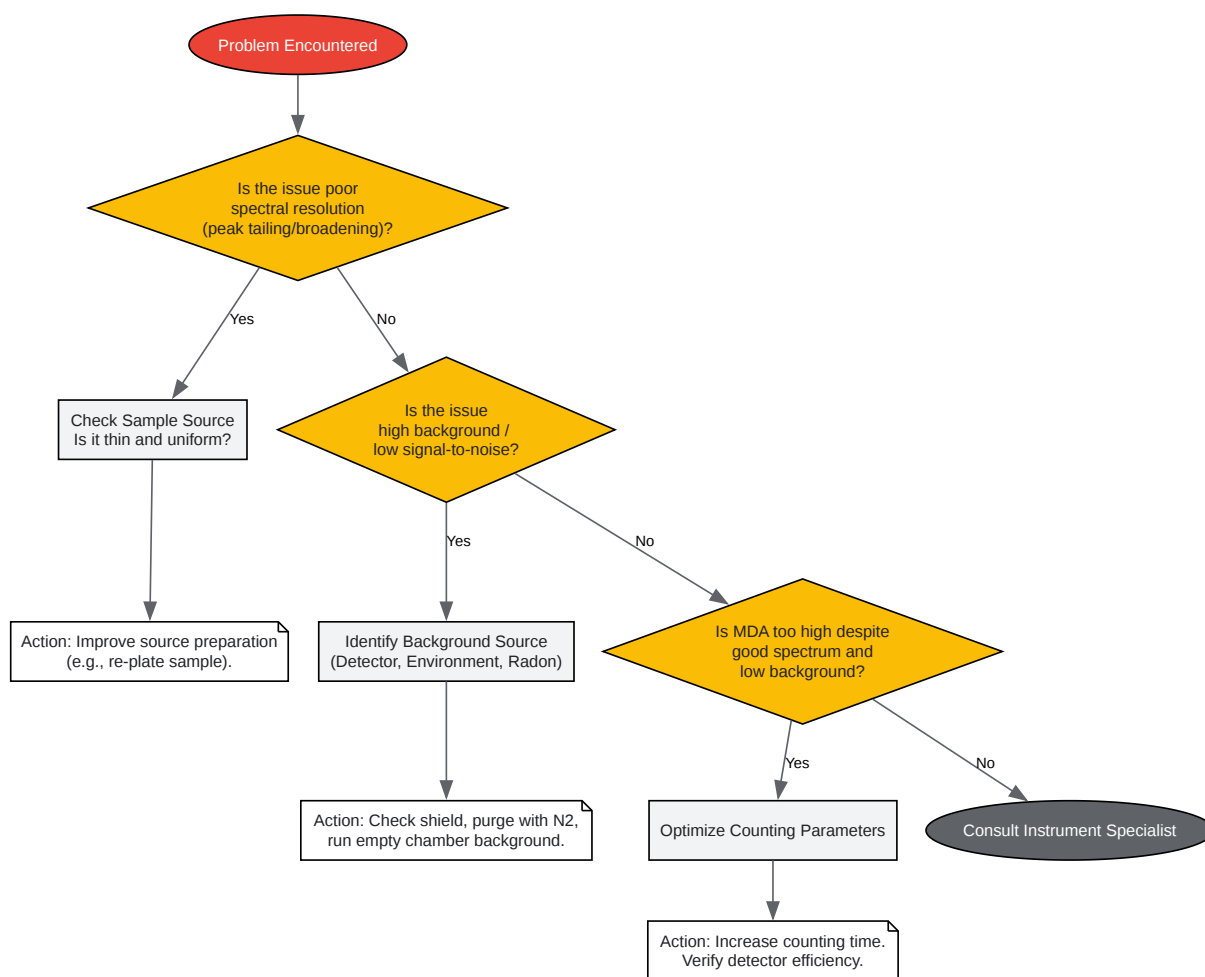 Problem Encountered
Is the issue poor
spectral resolution
(peak tailing/broadening)?
Yes
No
Check Sample Source
Is it thin and uniform?
Is the issue
high background /
low signal-to-noise?
Yes
No
Action: Improve source preparation
(e.g., re-plate sample).
Identify Background Source
(Detector, Environment, Radon)
Is MDA too high despite
good spectrum and
low background?
Yes
No
Action: Check shield, purge with N2,
run empty chamber background.
Optimize Counting Parameters
Consult Instrument Specialist
Action: Increase counting time.
Verify detector efficiency.